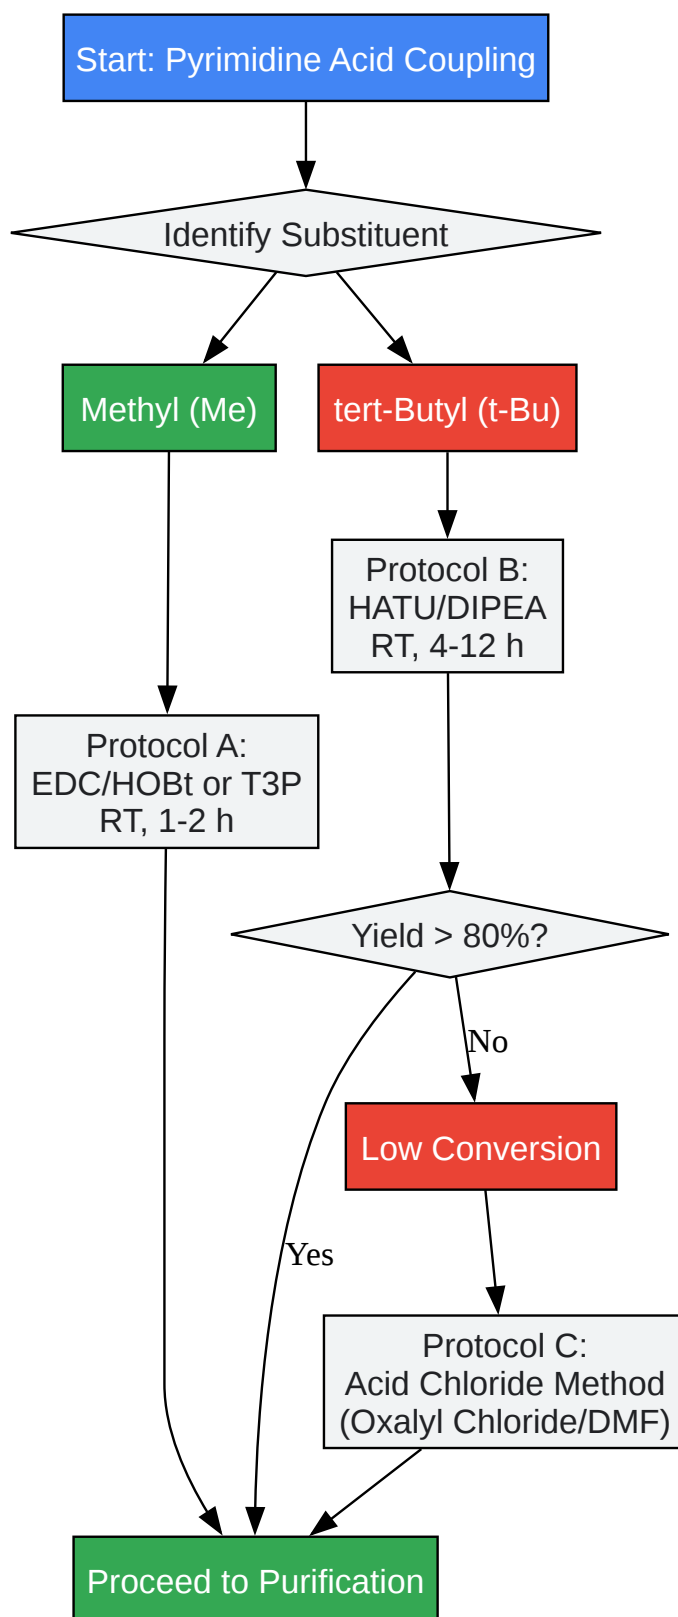 Start: Pyrimidine Acid Coupling
Identify Substituent
Methyl (Me)
tert-Butyl (t-Bu)
Protocol B:
HATU/DIPEA
RT, 4-12 h
Protocol A:
EDC/HOBt or T3P
RT, 1-2 h
Yield > 80%?
No
Low Conversion
Yes
Protocol C:
Acid Chloride Method
(Oxalyl Chloride/DMF)
Proceed to Purification